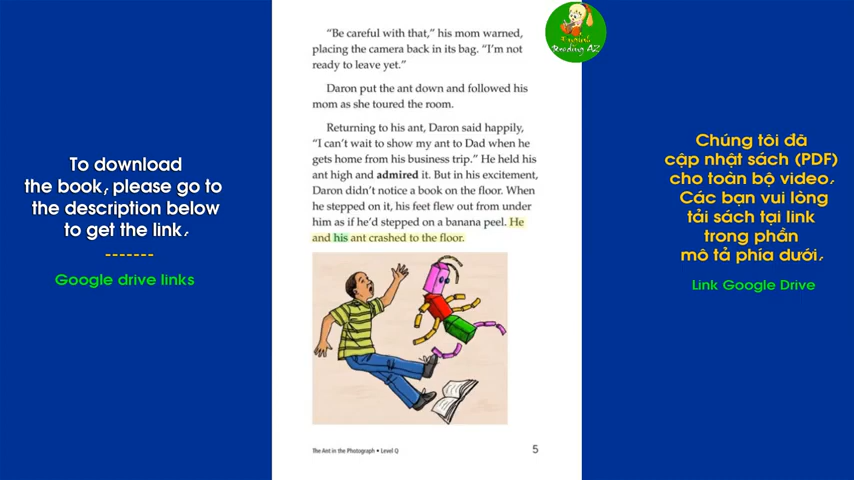 "Be careful with that," his mom warned,
placing the camera back in its bag. "I'm not
ready to leave yet."
Daron put the ant down and followed his
mom as she toured the room.
Returning to his ant, Daron said happily,
"I can't wait to show my ant to Dad when he
gets home from his business trip." He held his
ant high and admired it. But in his excitement,
Daron didn't notice a book on the floor. When
he stepped on it, his feet flew out from under
him as if he'd stepped on a banana peel. He
and his ant crashed to the floor.
The Ant in the Photograph • Level Q
5
To download
the book, please go to
the description below
to get the link.
-------
Google drive links
English
Reading AZ
Chúng tôi đã
cập nhật sách (PDF)
cho toàn bộ video.
Các bạn vui lòng
tải sách tại link
trong phần
mô tả phía dưới.
Link Google Drive